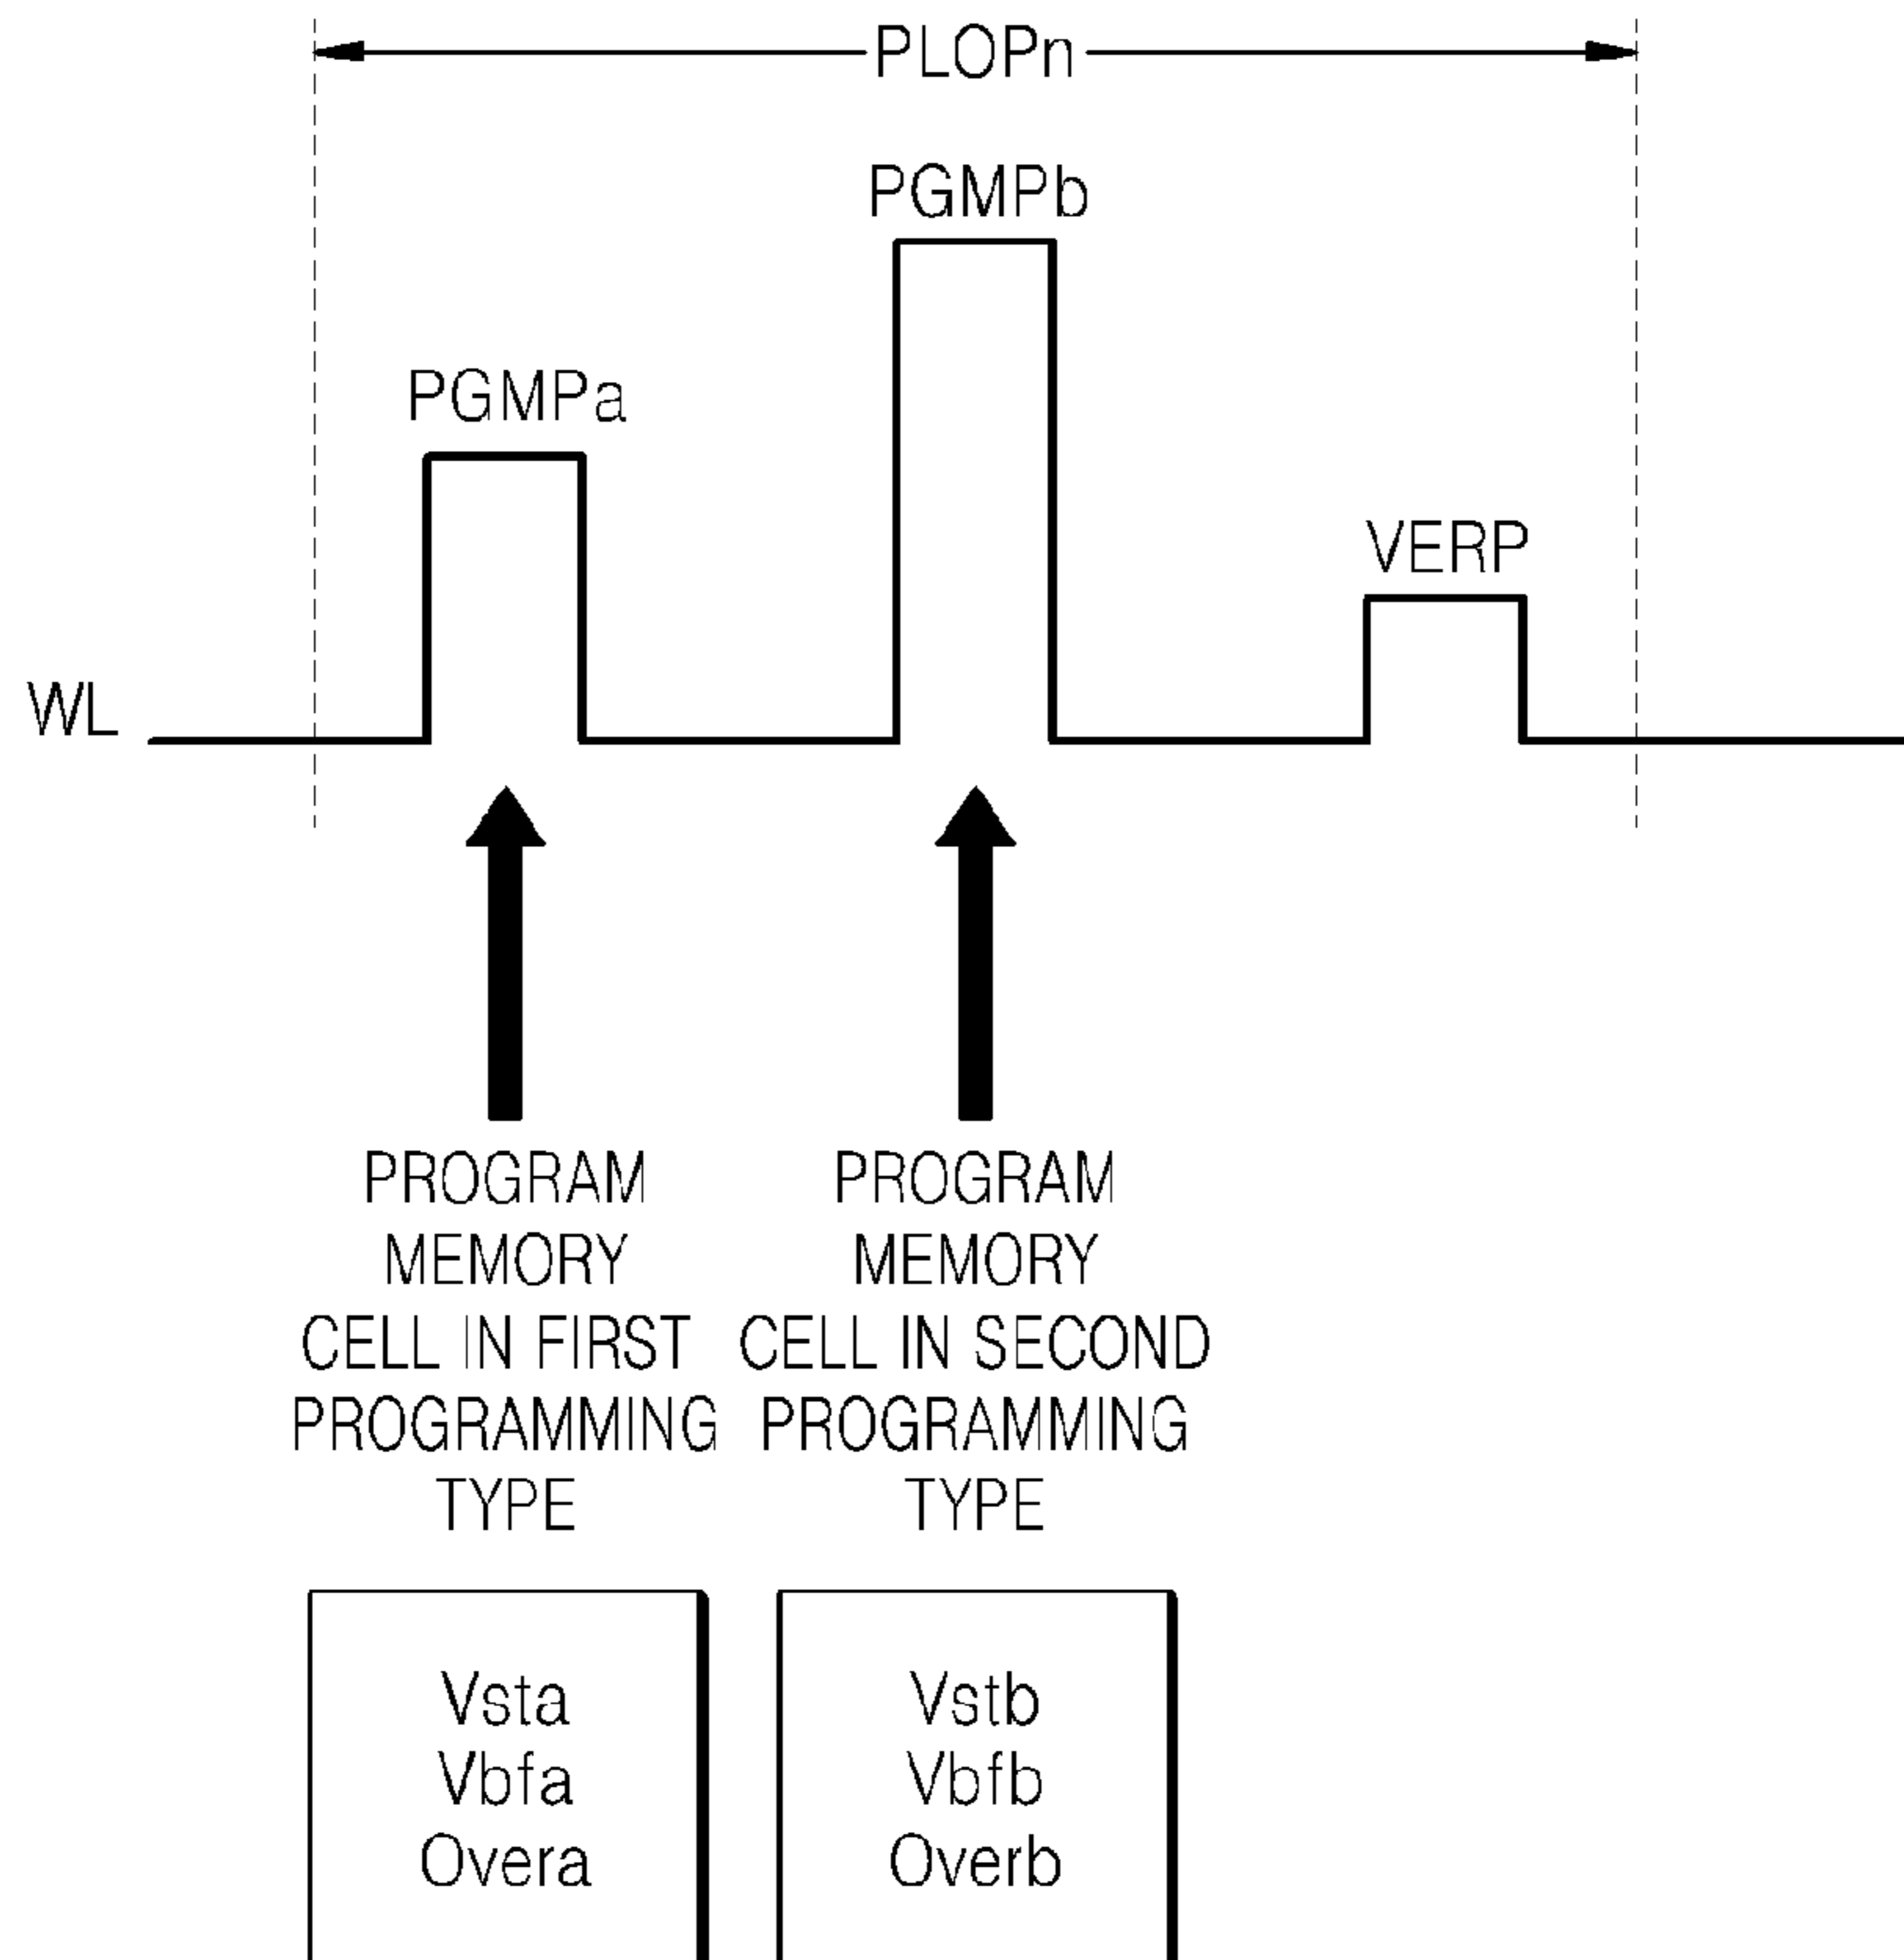 PLOPn
PGMPb
PGMPa
VERP
WL
PROGRAM
MEMORY
CELL IN FIRST
PROGRAMMING
TYPE
PROGRAM
MEMORY
CELL IN SECOND
PROGRAMMING
TYPE
Vsta
Vbfa
Overa
Vstb
Vbfb
Overb